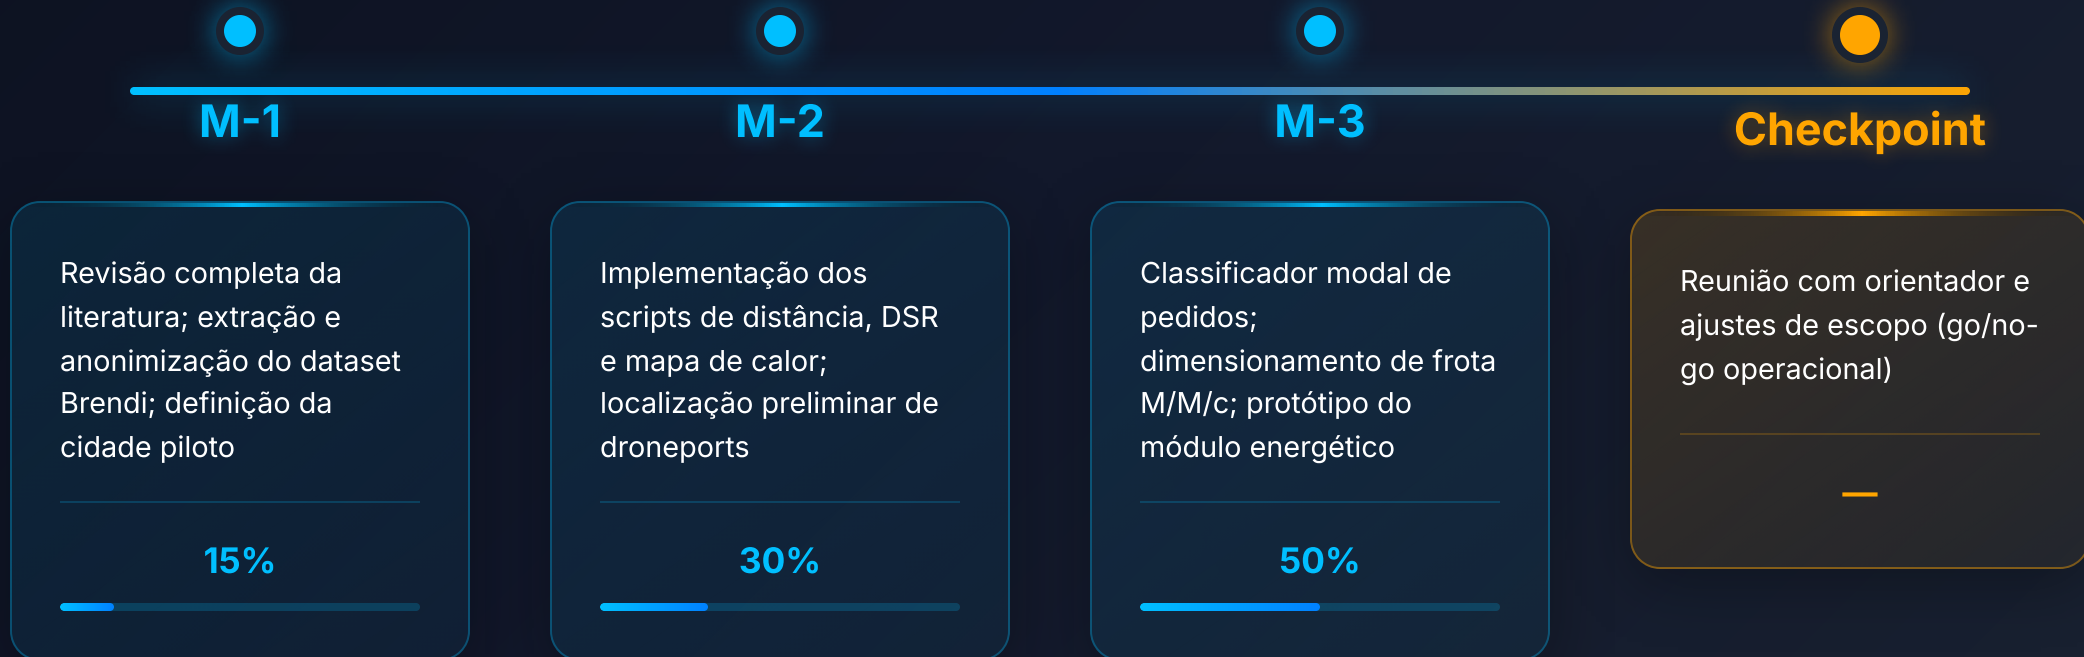 M-1
M-2
M-3
Checkpoint
Revisão completa da
literatura; extração e
anonimização do dataset
Brendi; definição da
cidade piloto
15%
Implementação dos
scripts de distância, DSR
e mapa de calor;
localização preliminar de
droneports
30%
Classificador modal de
pedidos;
dimensionamento de frota
M/M/c; protótipo do
módulo energético
50%
Reunião com orientador e
ajustes de escopo (go/no-
go operacional)
—